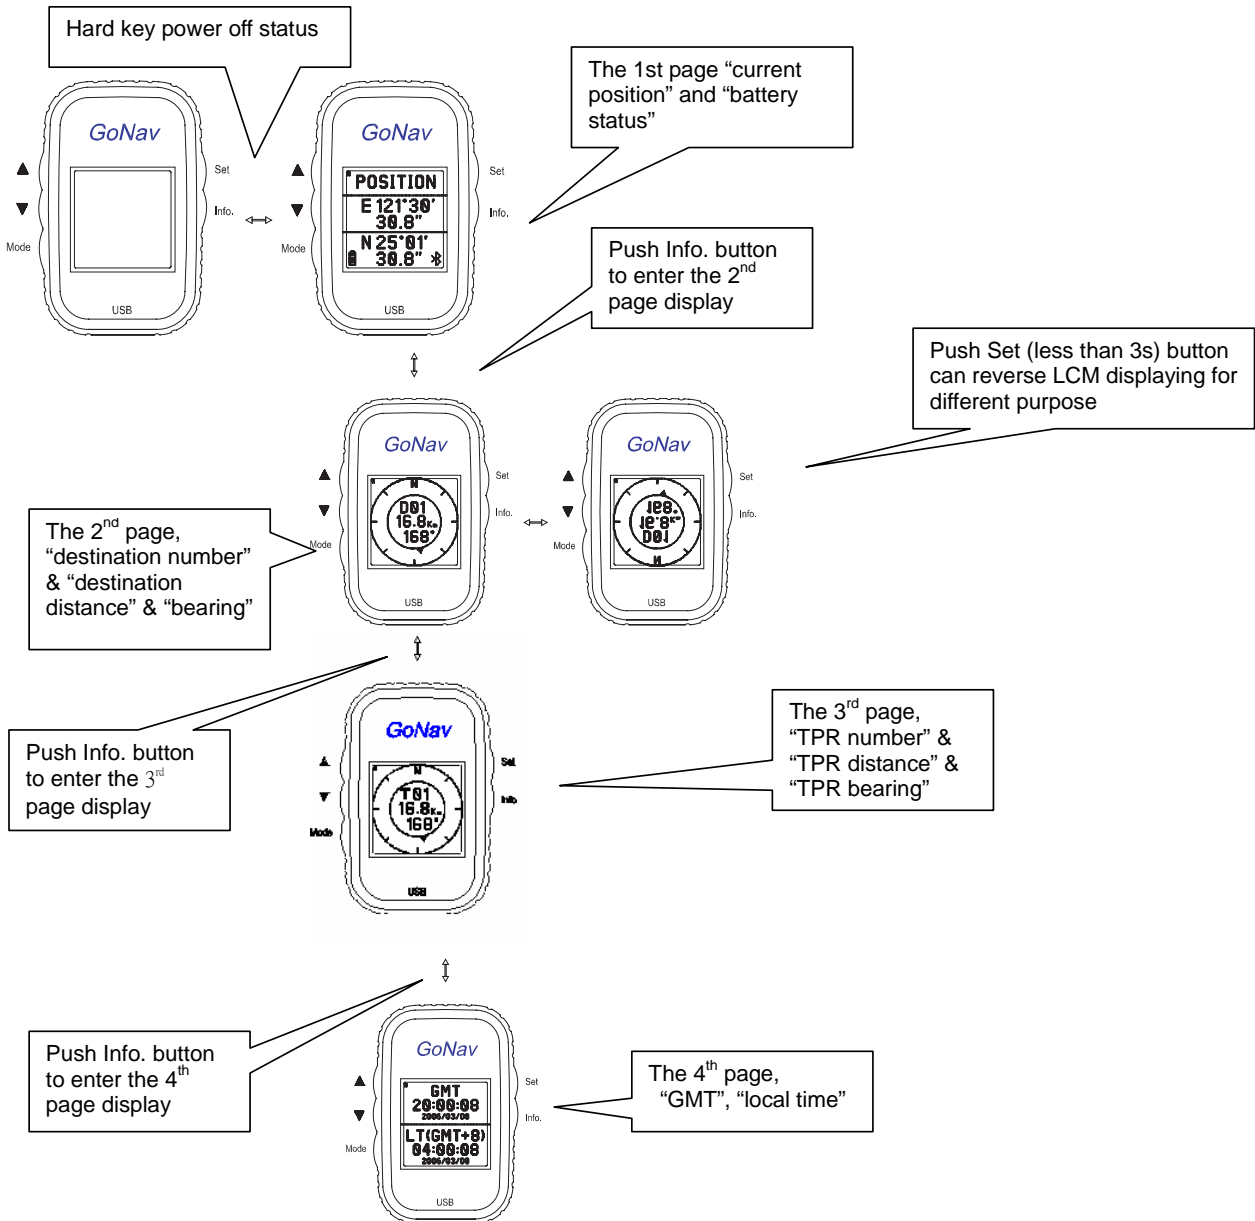 Hard key power off status
The 1st page “current
position” and “battery
status”
GoNav
▲
▼
Mode
Set
Info.
USB
GoNav
▲
▼
Mode
POSITION
E 121°30'
30.8"
N 25°01'
30.8"
Set
Info.
USB
Push Info. button
to enter the 2nd
page display
Push Set (less than 3s) button
can reverse LCM displaying for
different purpose
The 2nd page,
“destination number”
& “destination
distance” & “bearing”
GoNav
▲
▼
Mode
N
D01
16.8Km
168°
Set
Info.
USB
GoNav
▲
▼
Mode
168°
16.8Km
D01
N
Set
Info.
USB
Push Info. button
to enter the 3rd
page display
GoNav
▲
▼
Mode
N
T01
16.8Km
168°
Set
Info.
USB
The 3rd page,
“TPR number” &
“TPR distance” &
“TPR bearing”
Push Info. button
to enter the 4th
page display
GoNav
▲
▼
Mode
GMT
20:00:08
2006/03/08
LT(GMT+8)
04:00:08
Set
Info.
USB
The 4th page,
“GMT”, “local time”